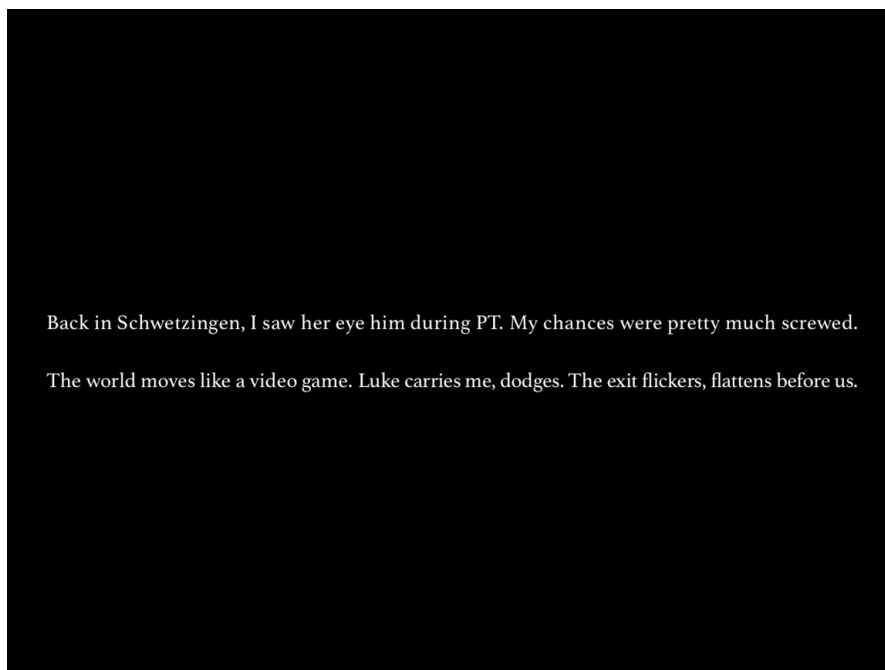 Back in Schwetzingen, I saw her eye him during PT. My chances were pretty much screwed.
The world moves like a video game. Luke carries me, dodges. The exit flickers, flattens before us.